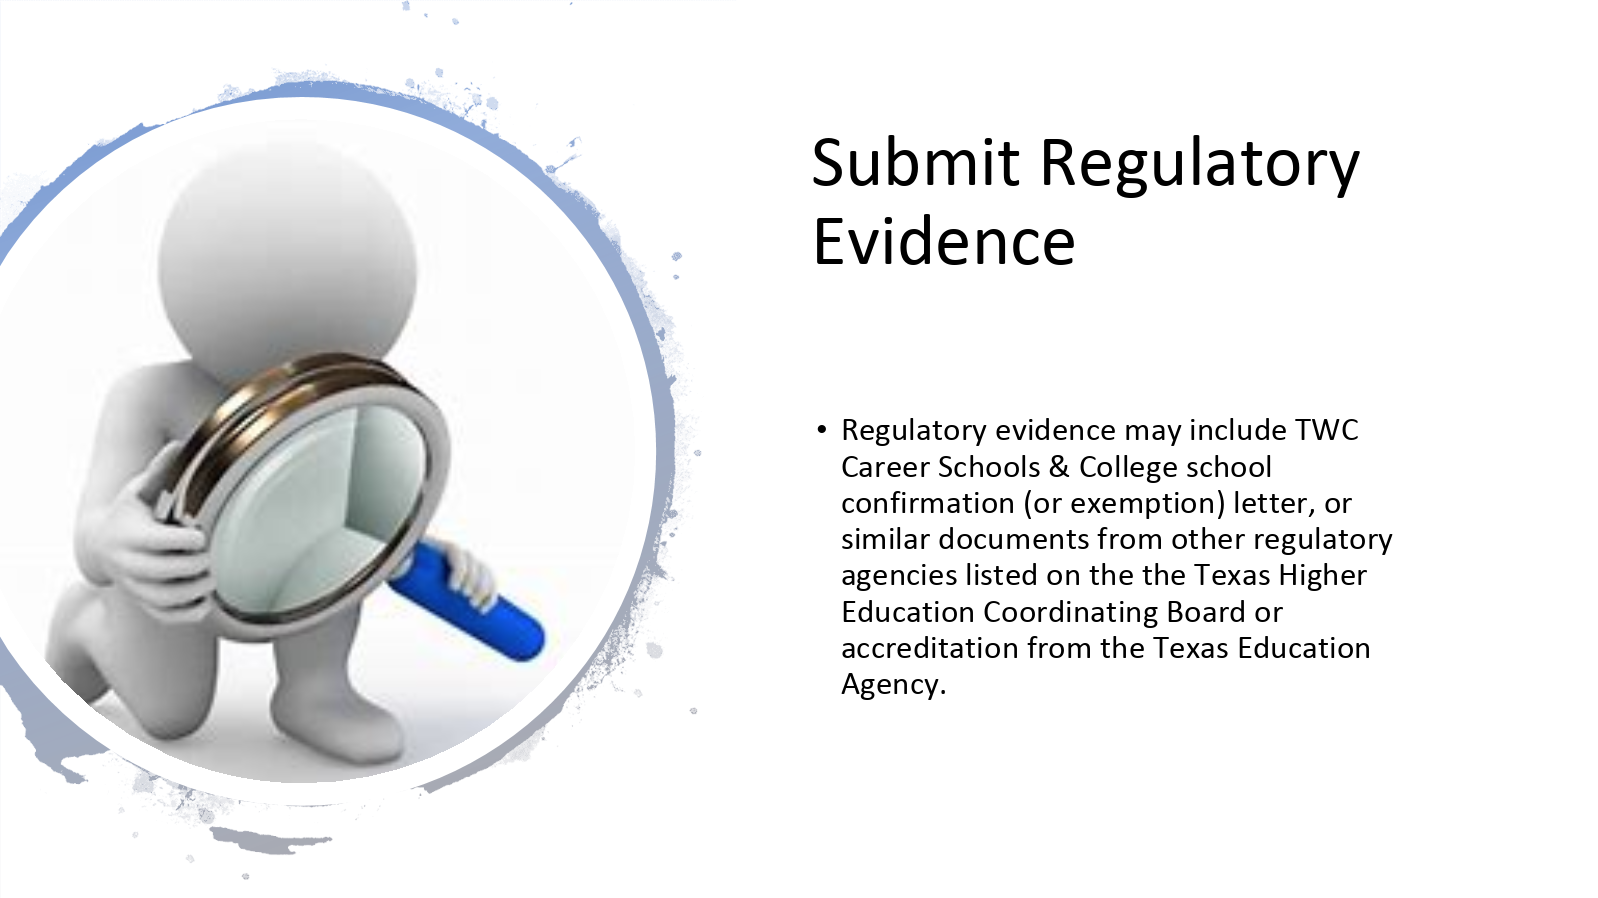 Submit Regulatory
Evidence
• Regulatory evidence may include TWC
Career Schools & College school
confirmation (or exemption) letter, or
similar documents from other regulatory
agencies listed on the the Texas Higher
Education Coordinating Board or
accreditation from the Texas Education
Agency.